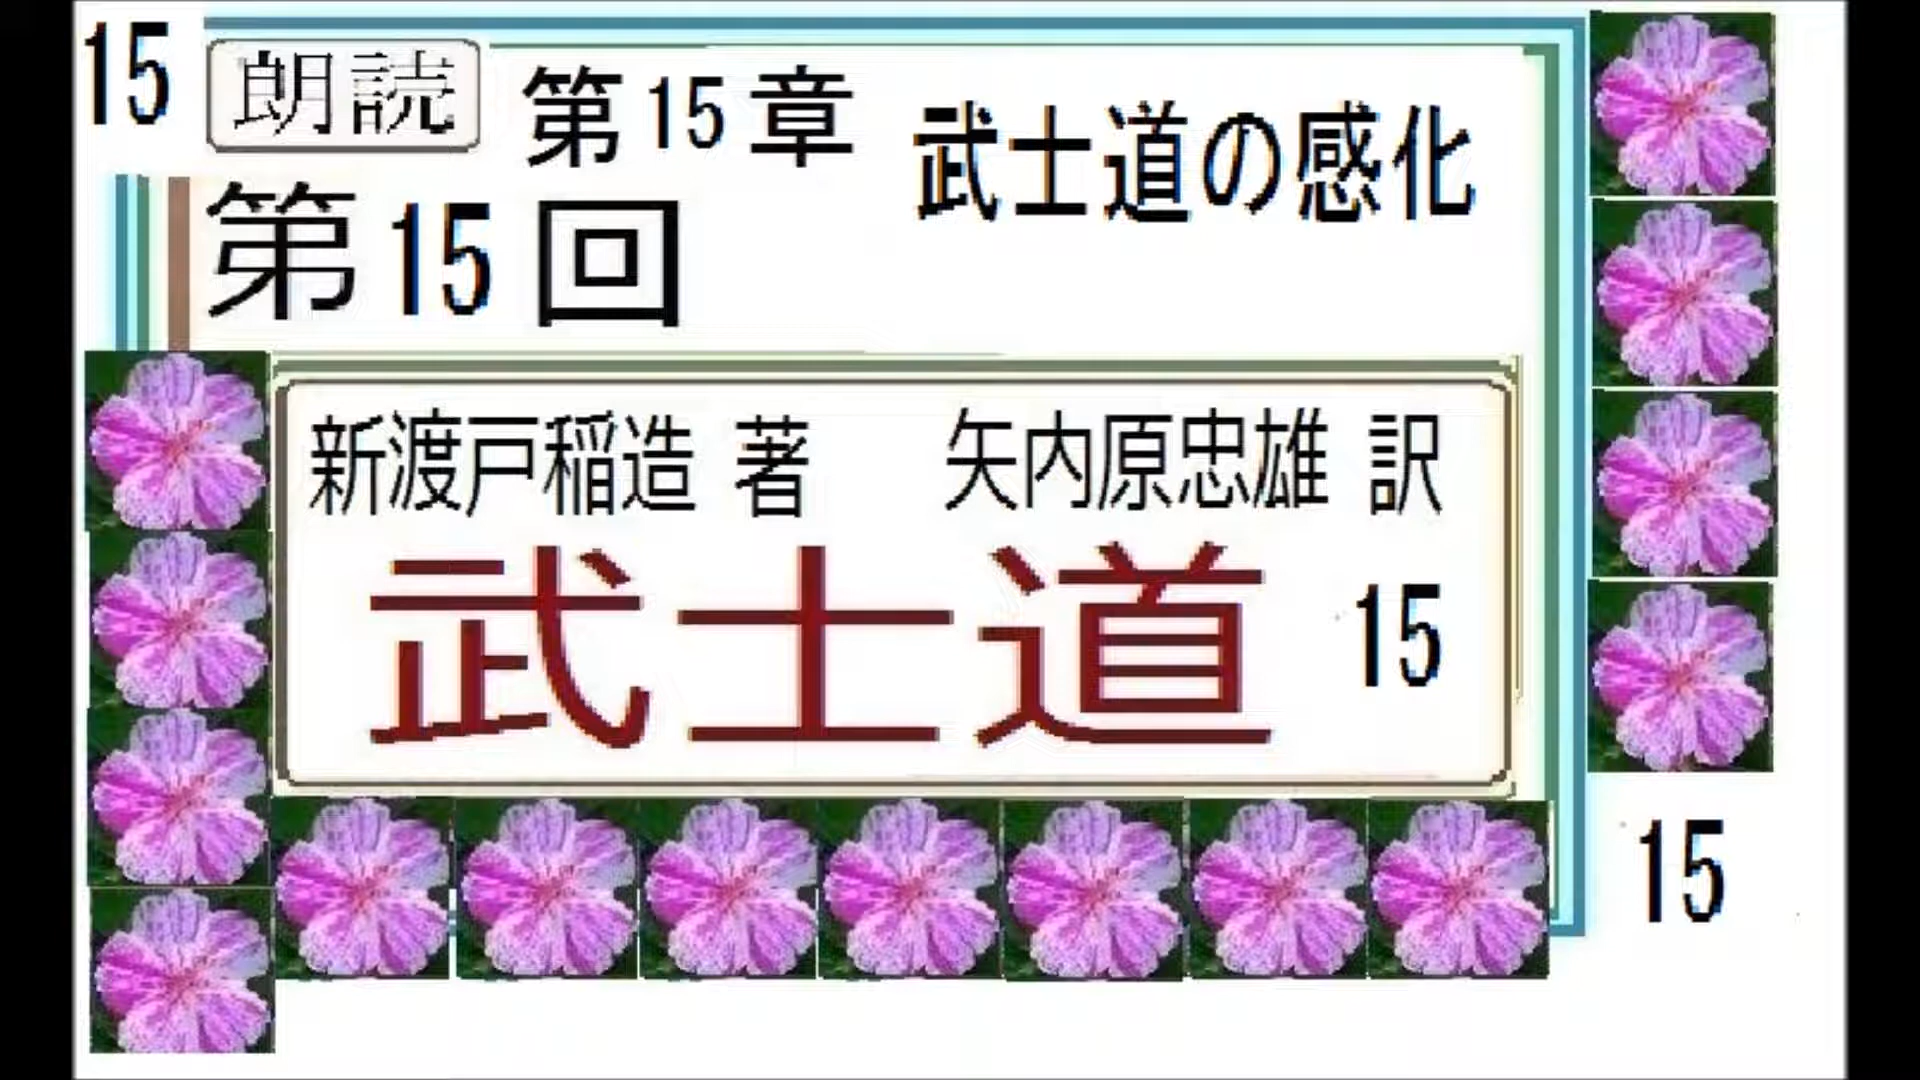 15 朗読 第15章 武士道の感化
第15回
新渡戸稲造 著 矢内原忠雄 訳
武士道 15
15